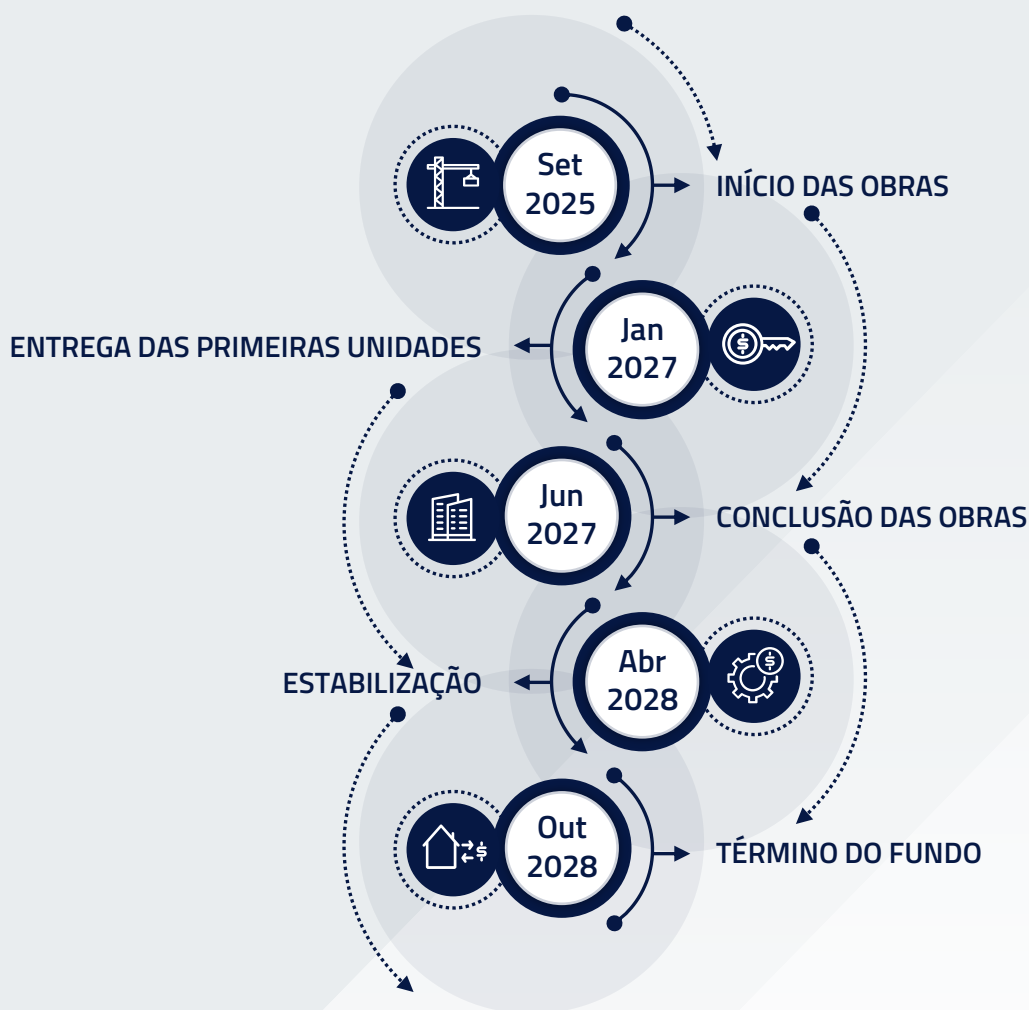 Set
2025
INÍCIO DAS OBRAS
Jan
2027
ENTREGA DAS PRIMEIRAS UNIDADES
Jun
2027
CONCLUSÃO DAS OBRAS
Abr
2028
ESTABILIZAÇÃO
Out
2028
TÉRMINO DO FUNDO